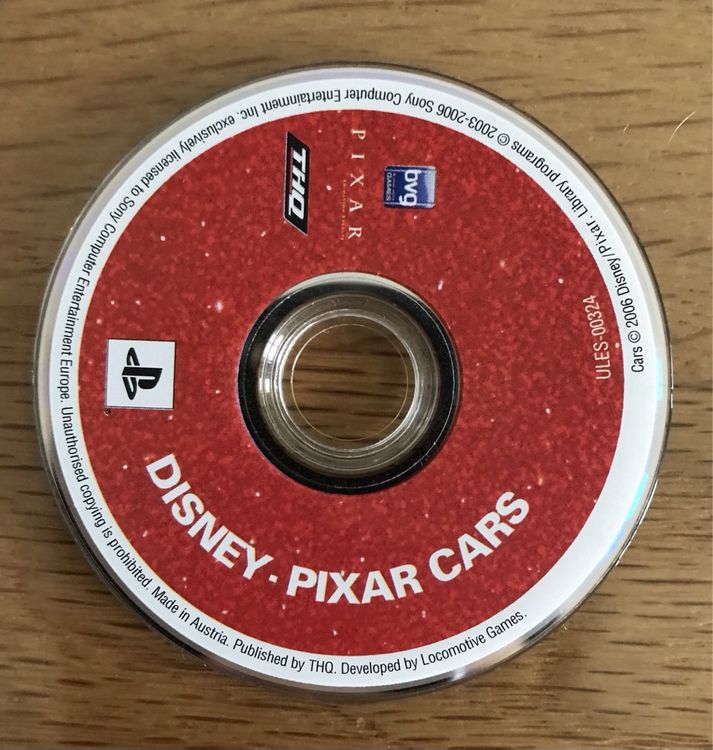 DISNEY · PIXAR CARS
THQ
PIXAR
bvg
GAMES
ULES-00324
Cars © 2006 Disney/Pixar. Library programs © 2003-2006 Sony Computer Entertainment Inc. exclusively licensed to Sony Computer Entertainment Europe. Unauthorised copying is prohibited. Made in Austria. Published by THQ. Developed by Locomotive Games.